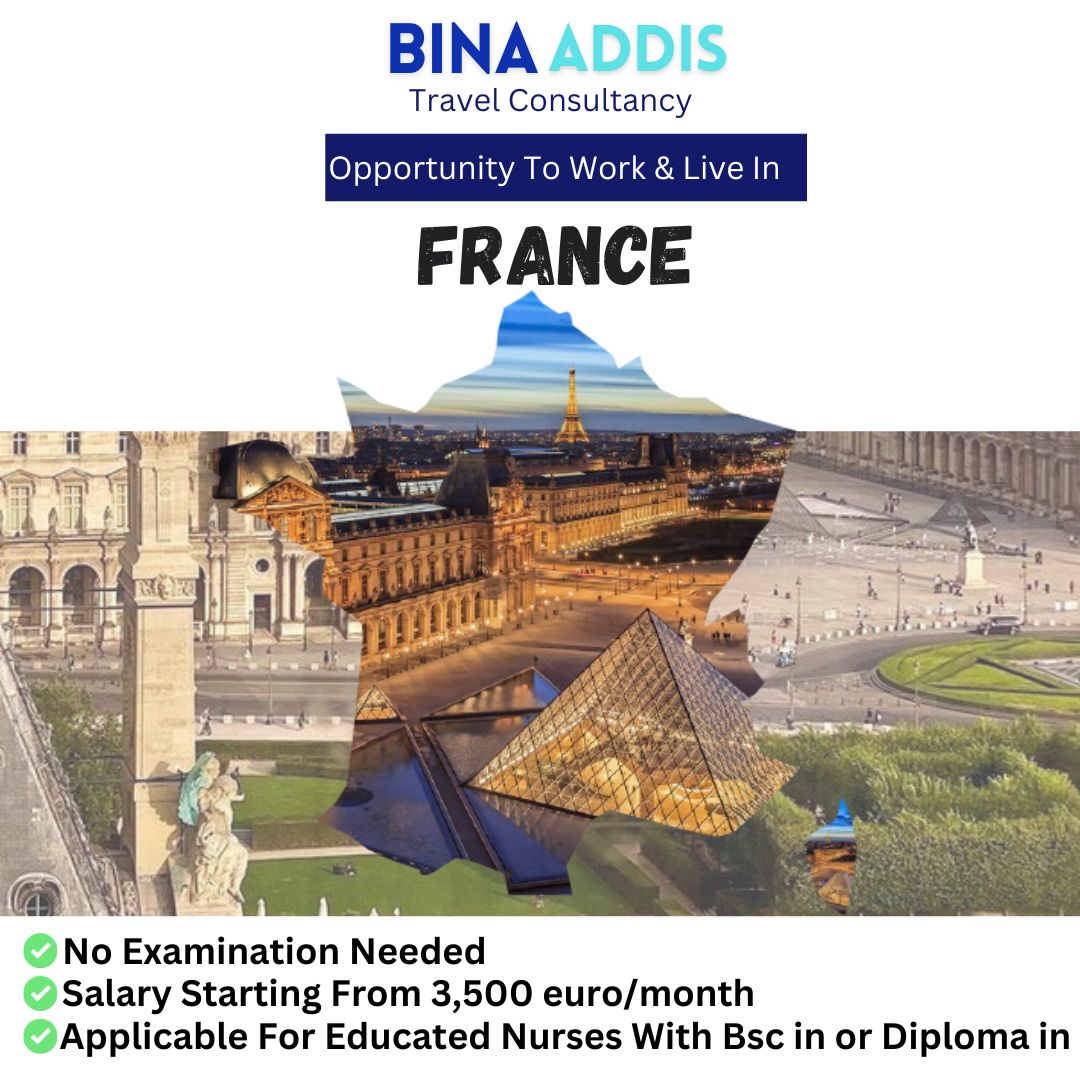 BINA ADDIS
Travel Consultancy
Opportunity To Work & Live In
FRANCE
No Examination Needed
Salary Starting From 3,500 euro/month
Applicable For Educated Nurses With Bsc in or Diploma in